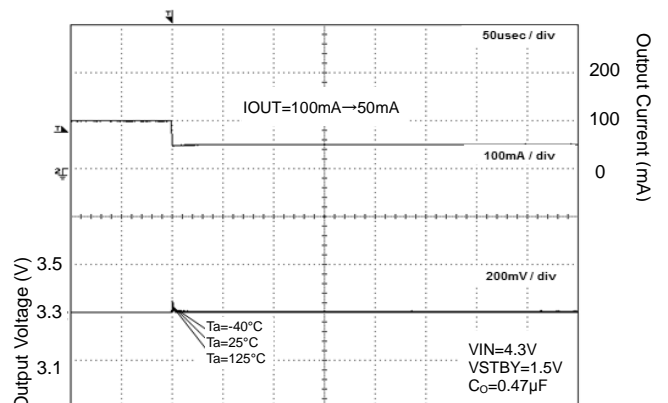 50usec / div
200
IOUT=100mA→50mA
100
100mA / div
0
Output Current (mA)
3.5
200mV / div
3.3
Ta=-40°C
Ta=25°C
Ta=125°C
3.1
VIN=4.3V
VSTBY=1.5V
Co=0.47µF
Output Voltage (V)